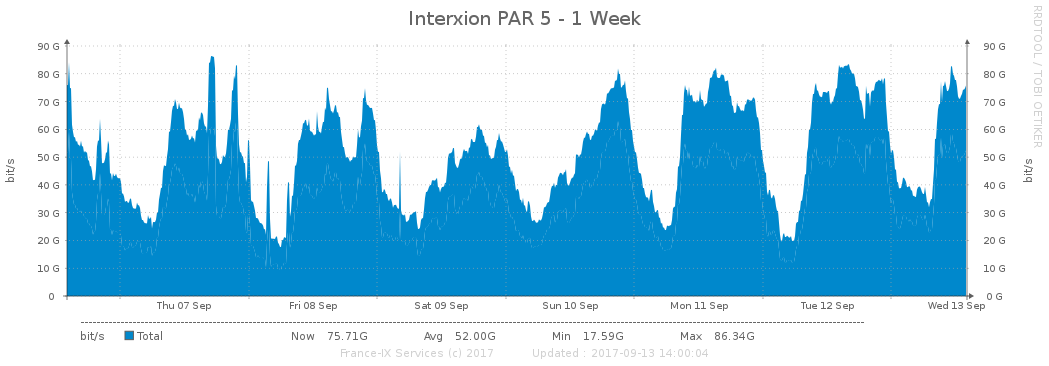 Interxion PAR 5 - 1 Week
RRDTOOL / TOBI OETIKER
bit/s
90 G 90 G
80 G 80 G
70 G 70 G
60 G 60 G
50 G 50 G
40 G 40 G
30 G 30 G
20 G 20 G
10 G 10 G
0 0 G
bit/s
Thu 07 Sep Fri 08 Sep Sat 09 Sep Sun 10 Sep Mon 11 Sep Tue 12 Sep Wed 13 Sep
bit/s Total Now 75.71G Avg 52.00G Min 17.59G Max 86.34G
France-IX Services (c) 2017 Updated : 2017-09-13 14:00:04